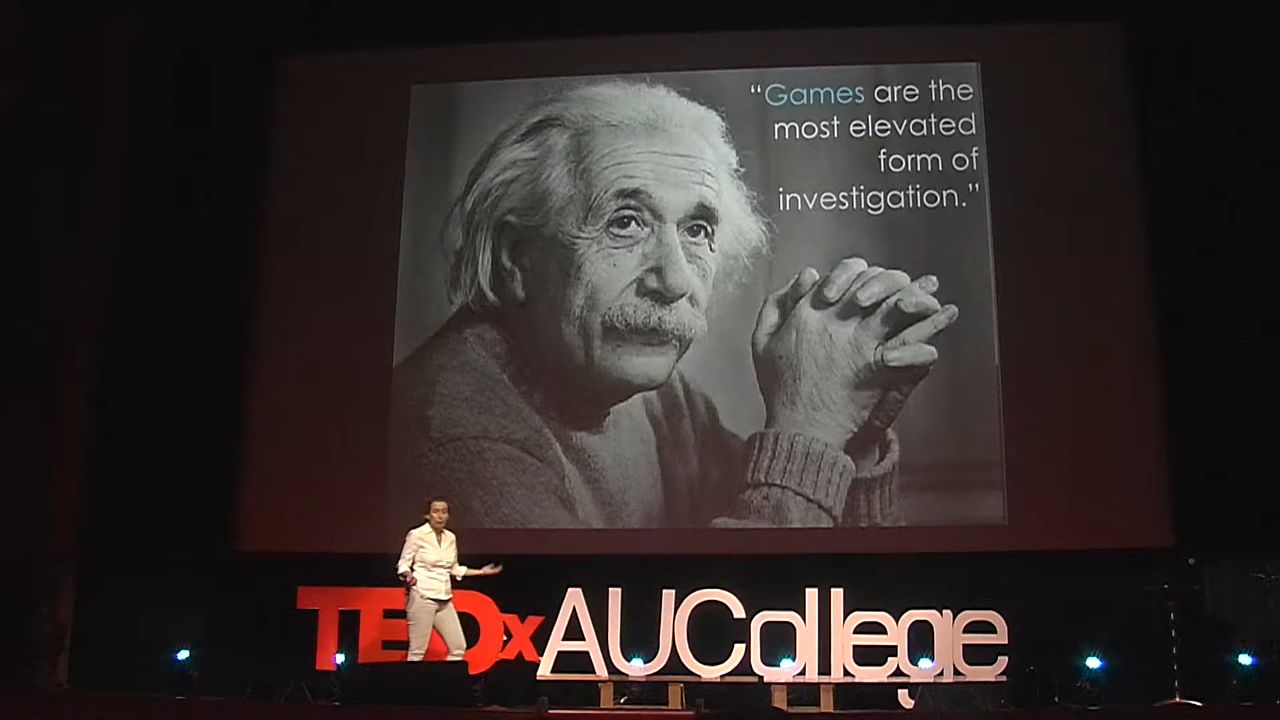 “Games are the
most elevated
form of
investigation.”
TEDxAUCollege